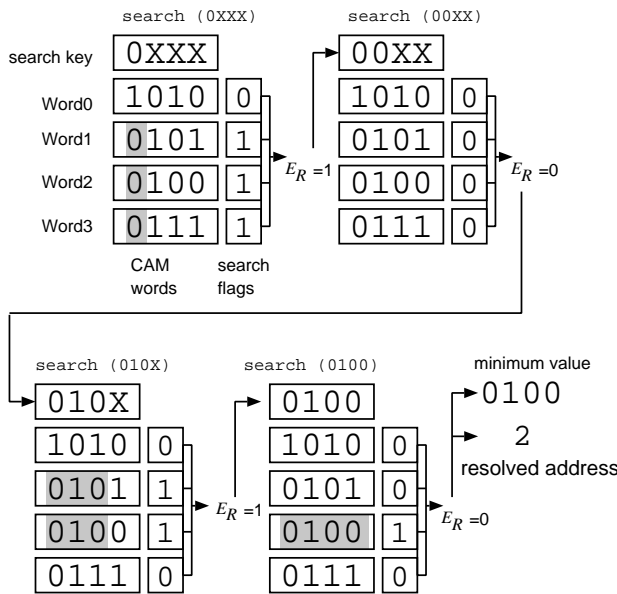 search (0XXX)
search (00XX)
search key
0XXX
00XX
Word0
1010
0
1010
0
Word1
0101
1
0101
0
E_R =1
E_R =0
Word2
0100
1
0100
0
Word3
0111
1
0111
0
CAM
words
search
flags
search (010X)
search (0100)
minimum value
010X
0100
0100
1010
0
1010
0
2
resolved address
0101
1
0101
0
E_R =1
E_R =0
0100
1
0100
1
0111
0
0111
0